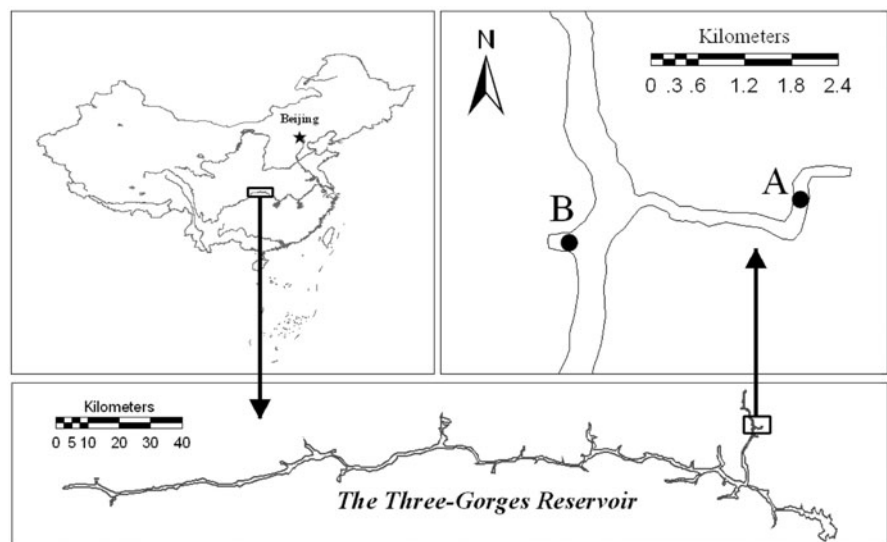 Beijing
N
Kilometers
0 .3 .6 1.2 1.8 2.4
A
B
Kilometers
0 5 10 20 30 40
The Three-Gorges Reservoir